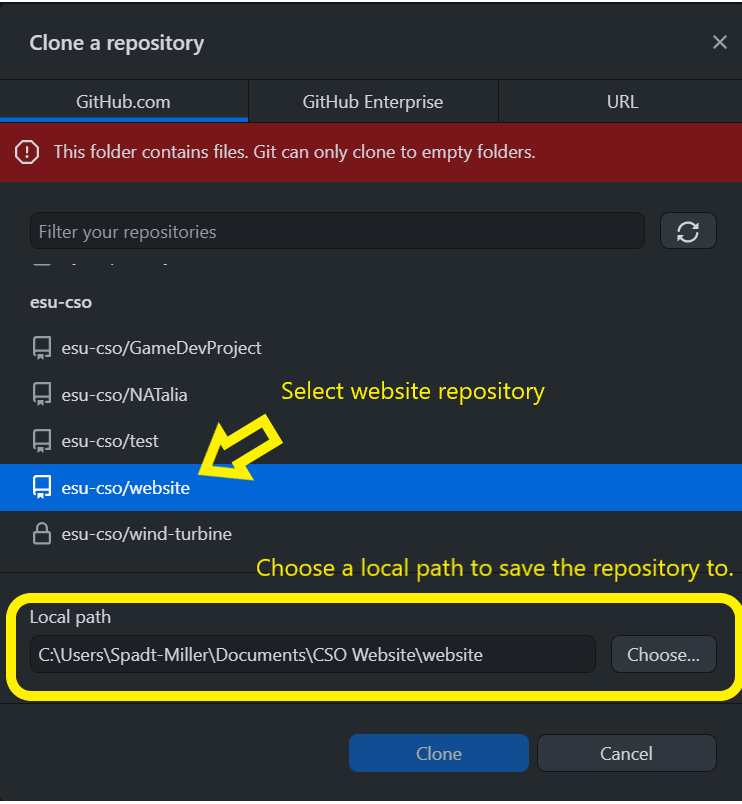 Clone a repository
GitHub.com
GitHub Enterprise
URL
This folder contains files. Git can only clone to empty folders.
Filter your repositories
esu-cso
esu-cso/GameDevProject
esu-cso/NATalia
Select website repository
esu-cso/test
esu-cso/website
esu-cso/wind-turbine
Choose a local path to save the repository to.
Local path
C:\Users\Spadt-Miller\Documents\CSO Website\website
Choose...
Clone
Cancel